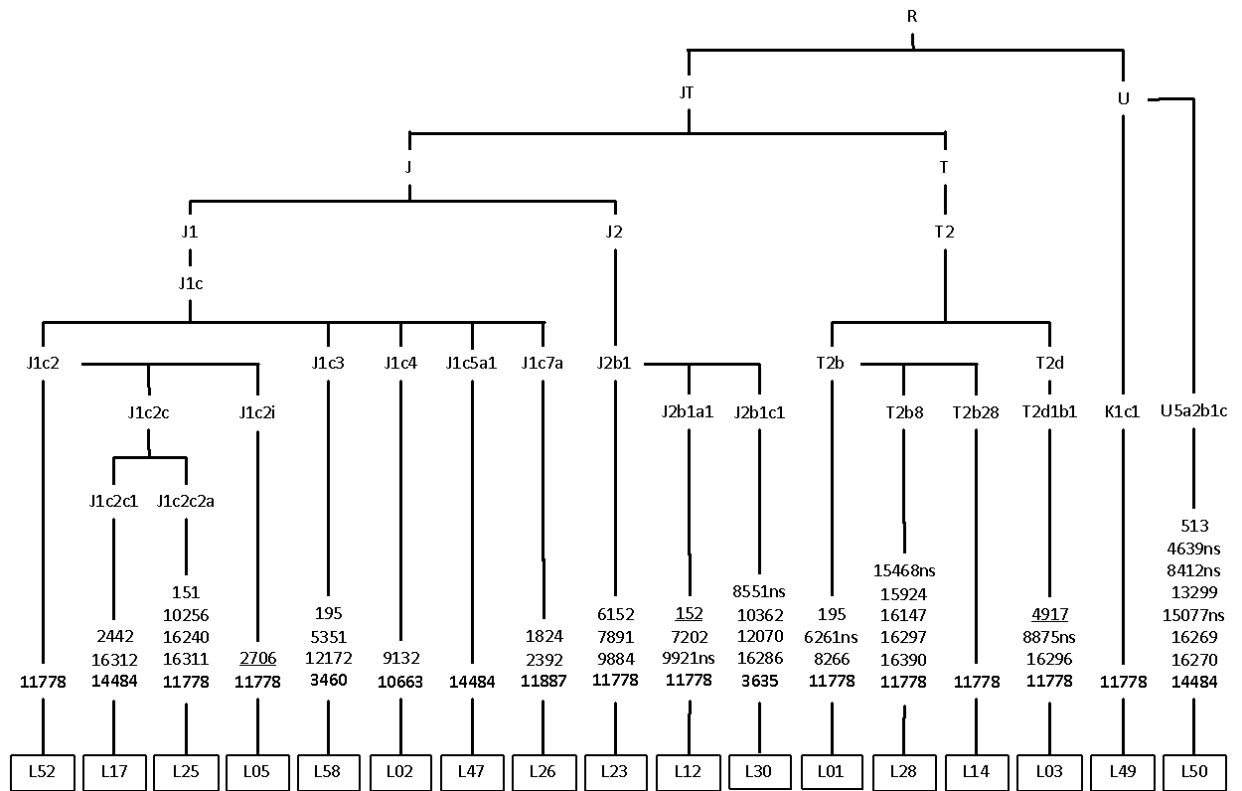 R
JT
U
J
T
J1
J2
T2
J1c
J1c2
J1c3
J1c4
J1c5a1
J1c7a
J2b1
T2b
T2d
J1c2c
J1c2i
J2b1a1
J2b1c1
T2b8
T2b28
T2d1b1
K1c1
U5a2b1c
J1c2c1
J1c2c2a
11778
2442
16312
14484
151
10256
16240
16311
11778
2706
11778
195
5351
12172
3460
9132
10663
14484
1824
2392
11887
6152
7891
9884
11778
152
7202
9921ns
11778
8551ns
10362
12070
16286
3635
195
6261ns
8266
11778
15468ns
15924
16147
16297
16390
11778
11778
4917
8875ns
16296
11778
11778
513
4639ns
8412ns
13299
15077ns
16269
16270
14484
L52
L17
L25
L05
L58
L02
L47
L26
L23
L12
L30
L01
L28
L14
L03
L49
L50